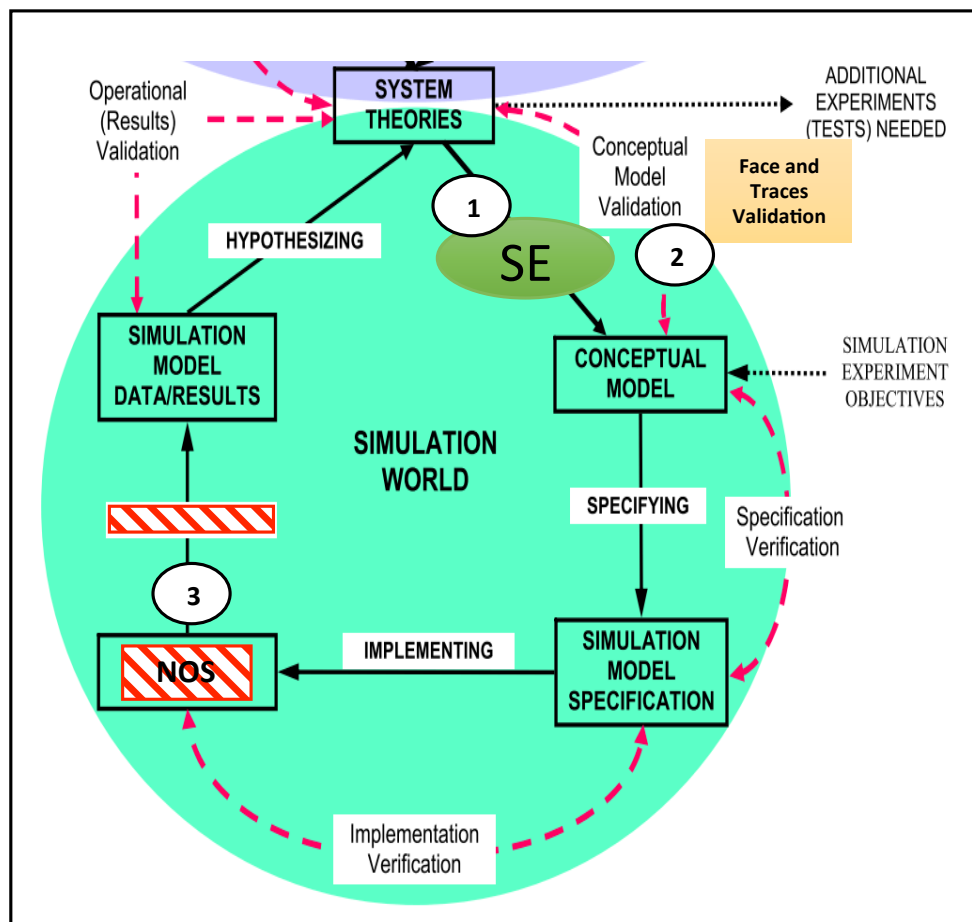 SYSTEM
THEORIES
Operational
(Results)
Validation
ADDITIONAL
EXPERIMENTS
(TESTS) NEEDED
Conceptual
Model
Validation
Face and
Traces
Validation
1
SE
2
HYPOTHESIZING
SIMULATION
MODEL
DATA/RESULTS
CONCEPTUAL
MODEL
SIMULATION
EXPERIMENT
OBJECTIVES
SIMULATION
WORLD
SPECIFYING
Specification
Verification
3
NOS
IMPLEMENTING
SIMULATION
MODEL
SPECIFICATION
Implementation
Verification